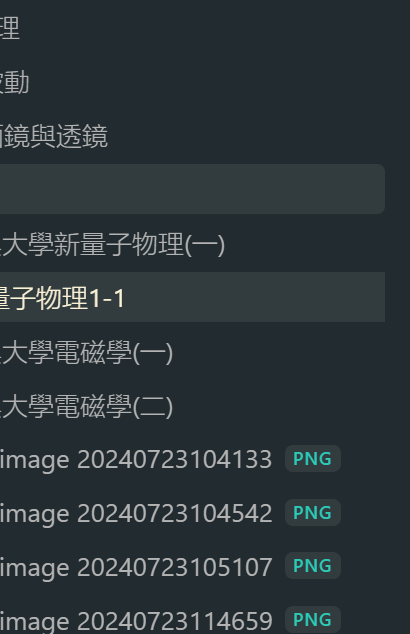 理
動
鏡與透鏡
大學新量子物理(一)
量子物理1-1
大學電磁學(一)
大學電磁學(二)
image 20240723104133 PNG
image 20240723104542 PNG
image 20240723105107 PNG
image 20240723114659 PNG